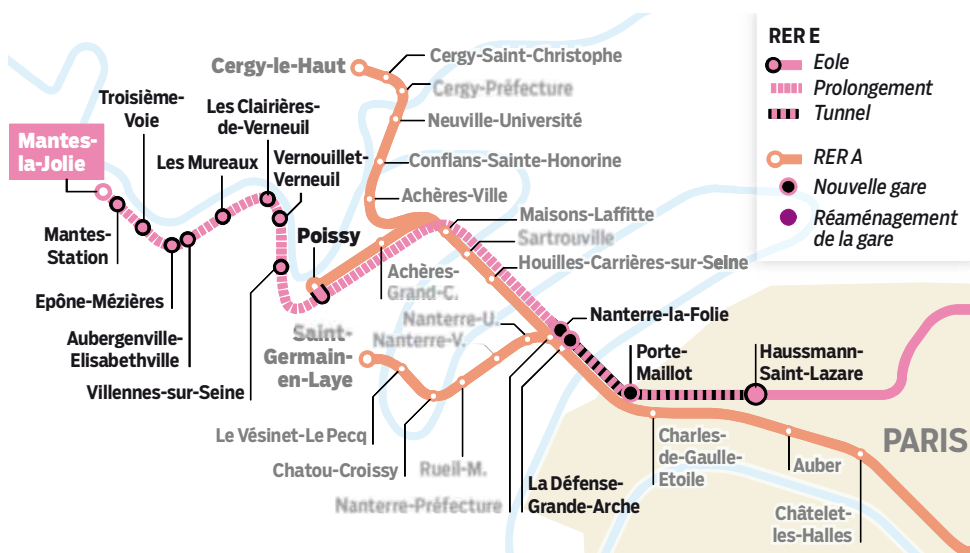 RER E
Eole
Prolongement
Tunnel
RER A
Nouvelle gare
Réaménagement
de la gare
Cergy-le-Haut
Cergy-Saint-Christophe
Cergy-Préfecture
Neuville-Université
Conflans-Sainte-Honorine
Achères-Ville
Maisons-Laffitte
Sartrouville
Houilles-Carrières-sur-Seine
Troisième-
Voie
Les Clairières-
de-Verneuil
Mantes-
la-Jolie
Les Mureaux
Vernouillet-
Verneuil
Mantes-
Station
Poissy
Achères-
Grand-C.
Epône-Mézières
Aubergenville-
Elisabethville
Villennes-sur-Seine
Saint-
Germain-
en-Laye
Nanterre-U.
Nanterre-V.
Nanterre-la-Folie
Porte-
Maillot
Haussmann-
Saint-Lazare
Le Vésinet-Le Pecq
Chatou-Croissy
Rueil-M.
Nanterre-Préfecture
La Défense-
Grande-Arche
Charles-
de-Gaulle-
Etoile
Auber
PARIS
Châtelet-
les-Halles